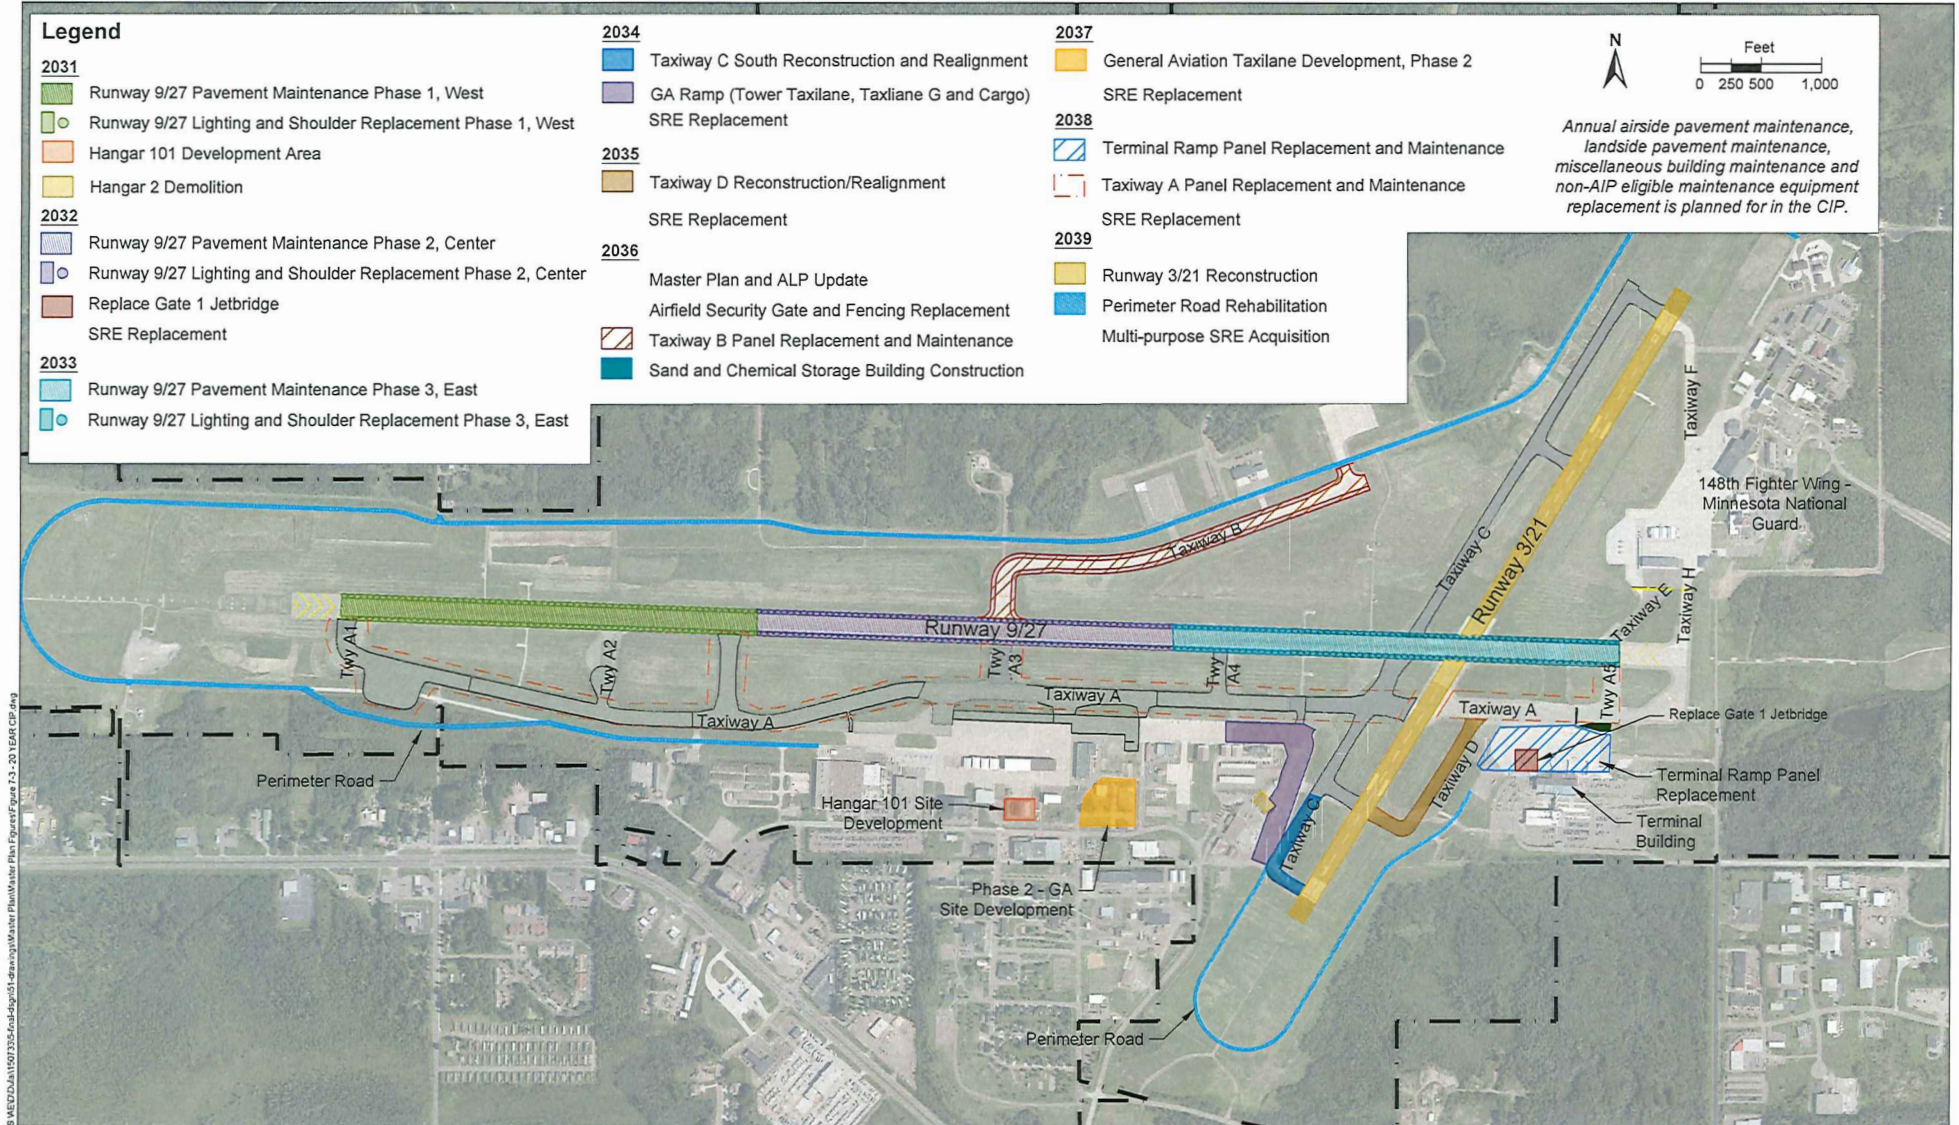 Legend
2031
Runway 9/27 Pavement Maintenance Phase 1, West
Runway 9/27 Lighting and Shoulder Replacement Phase 1, West
Hangar 101 Development Area
Hangar 2 Demolition
2032
Runway 9/27 Pavement Maintenance Phase 2, Center
Runway 9/27 Lighting and Shoulder Replacement Phase 2, Center
Replace Gate 1 Jetbridge
SRE Replacement
2033
Runway 9/27 Pavement Maintenance Phase 3, East
Runway 9/27 Lighting and Shoulder Replacement Phase 3, East
2034
Taxiway C South Reconstruction and Realignment
GA Ramp (Tower Taxilane, Taxliane G and Cargo)
SRE Replacement
2035
Taxiway D Reconstruction/Realignment
SRE Replacement
2036
Master Plan and ALP Update
Airfield Security Gate and Fencing Replacement
Taxiway B Panel Replacement and Maintenance
Sand and Chemical Storage Building Construction
2037
General Aviation Taxilane Development, Phase 2
SRE Replacement
2038
Terminal Ramp Panel Replacement and Maintenance
Taxiway A Panel Replacement and Maintenance
SRE Replacement
2039
Runway 3/21 Reconstruction
Perimeter Road Rehabilitation
Multi-purpose SRE Acquisition
N
Feet
0 250 500 1,000
Annual airside pavement maintenance,
landside pavement maintenance,
miscellaneous building maintenance and
non-AIP eligible maintenance equipment
replacement is planned for in the CIP.
Taxiway F
148th Fighter Wing -
Minnesota National
Guard
Taxiway B
Taxiway C
Runway 3/21
Taxiway E
Taxiway H
Runway 9/27
Twy A1
Twy A2
Twy
A3
Twy
A4
Twy A5
Taxiway A
Taxiway A
Taxiway A
Replace Gate 1 Jetbridge
Taxiway D
Perimeter Road
Terminal Ramp Panel
Replacement
Hangar 101 Site
Development
Taxiway C
Terminal
Building
Phase 2 - GA
Site Development
Perimeter Road